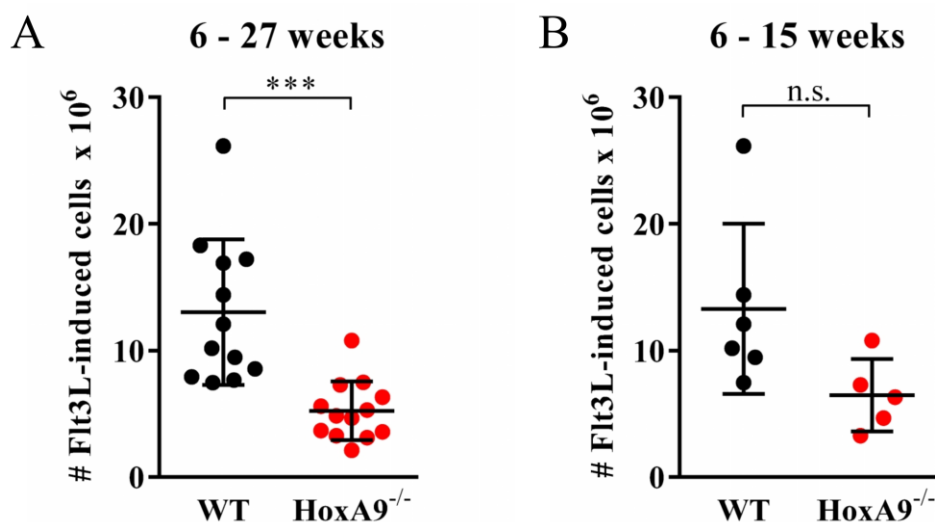 A
6 - 27 weeks
***
# Flt3L-induced cells x 10⁶
30
20
10
0
WT
HoxA9⁻/⁻
B
6 - 15 weeks
n.s.
# Flt3L-induced cells x 10⁶
30
20
10
0
WT
HoxA9⁻/⁻